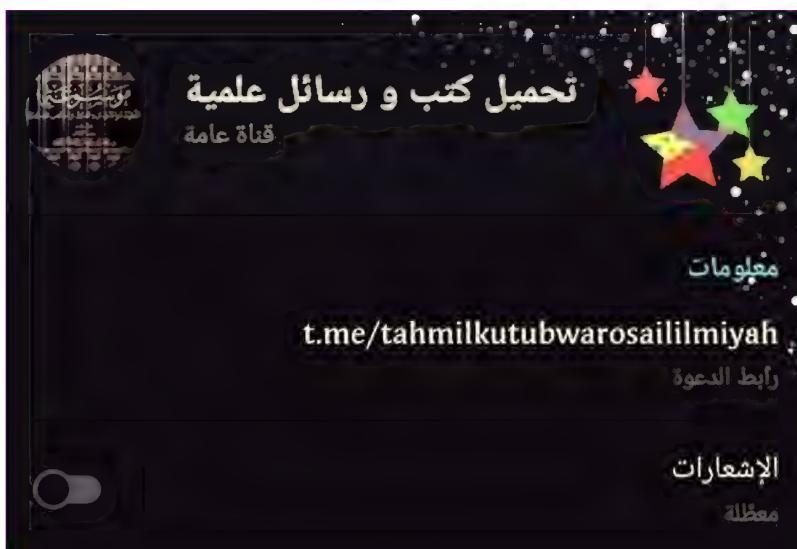 تحميل كتب و رسائل علمية
قناة عامة
معلومات
t.me/tahmilkutubwarosaililmiyah
رابط الدعوة
الإشعارات
معطلة